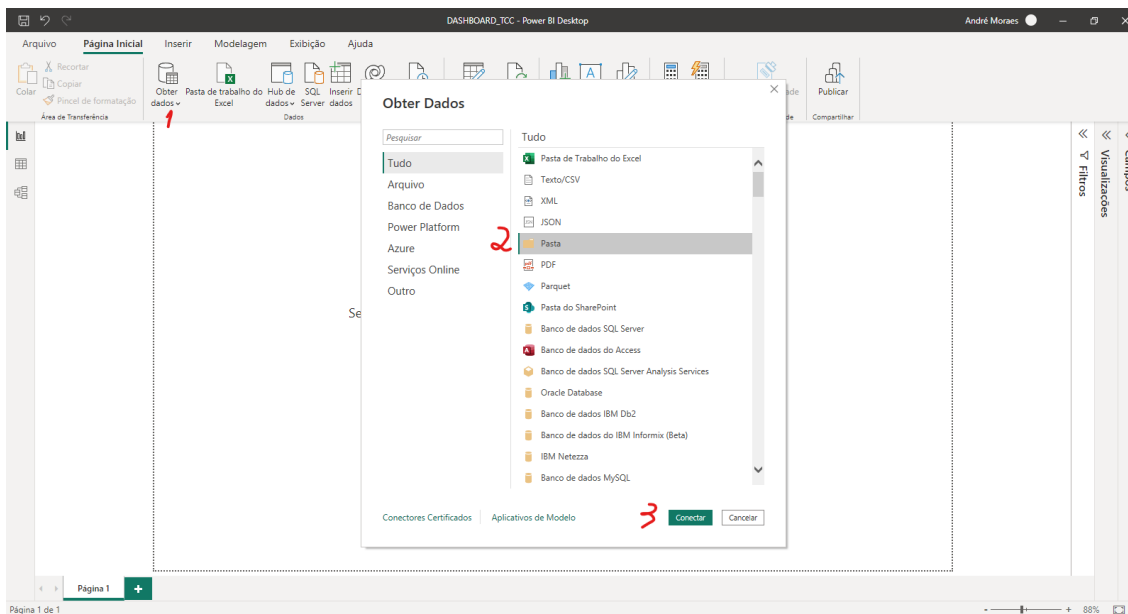 DASHBOARD_TCC - Power BI Desktop
André Moraes
Arquivo
Página Inicial
Inserir
Modelagem
Exibição
Ajuda
Colar
Recortar
Copiar
Pincel de formatação
Área de Transferência
Obter dados
Pasta de trabalho do Excel
Hub de dados
SQL Server
Inserir dados
Dados
Publicar
Compartilhar
1
Obter Dados
Pesquisar
Tudo
Arquivo
Banco de Dados
Power Platform
Azure
Serviços Online
Outro
Tudo
Pasta de Trabalho do Excel
Texto/CSV
XML
JSON
2
Pasta
PDF
Parquet
Pasta do SharePoint
Banco de dados SQL Server
Banco de dados do Access
Banco de dados SQL Server Analysis Services
Oracle Database
Banco de dados IBM Db2
Banco de dados do IBM Informix (Beta)
IBM Netezza
Banco de dados MySQL
Conectores Certificados
Aplicativos de Modelo
3
Conectar
Cancelar
Se
Filtros
Visualizações
Página 1
Página 1 de 1
88%